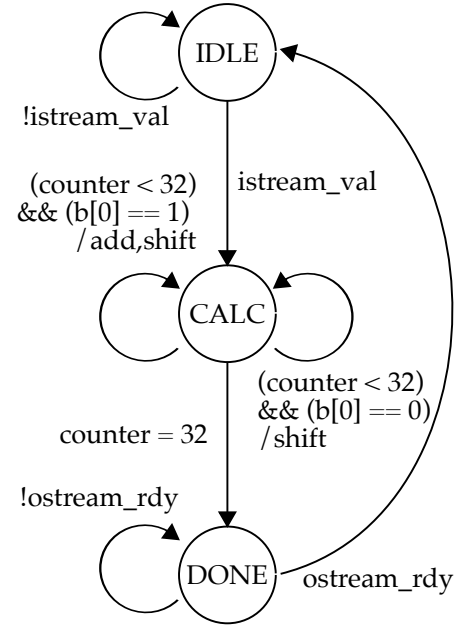 IDLE
!istream_val
istream_val
(counter < 32)
&& (b[0] == 1)
/add,shift
CALC
(counter < 32)
&& (b[0] == 0)
/shift
counter = 32
!ostream_rdy
DONE
ostream_rdy